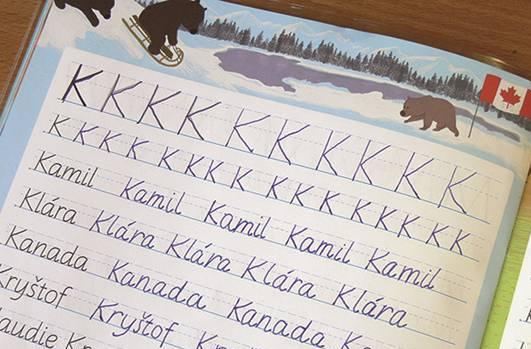 K K K K K K K K K K
K K K K K K K K K K K K K K K K
Kamil Kamil Kamil Kamil Kamil
Klára Klára Klára Klára Klára
Kanada Kanada Kanada Kanada
Kryštof Kryštof